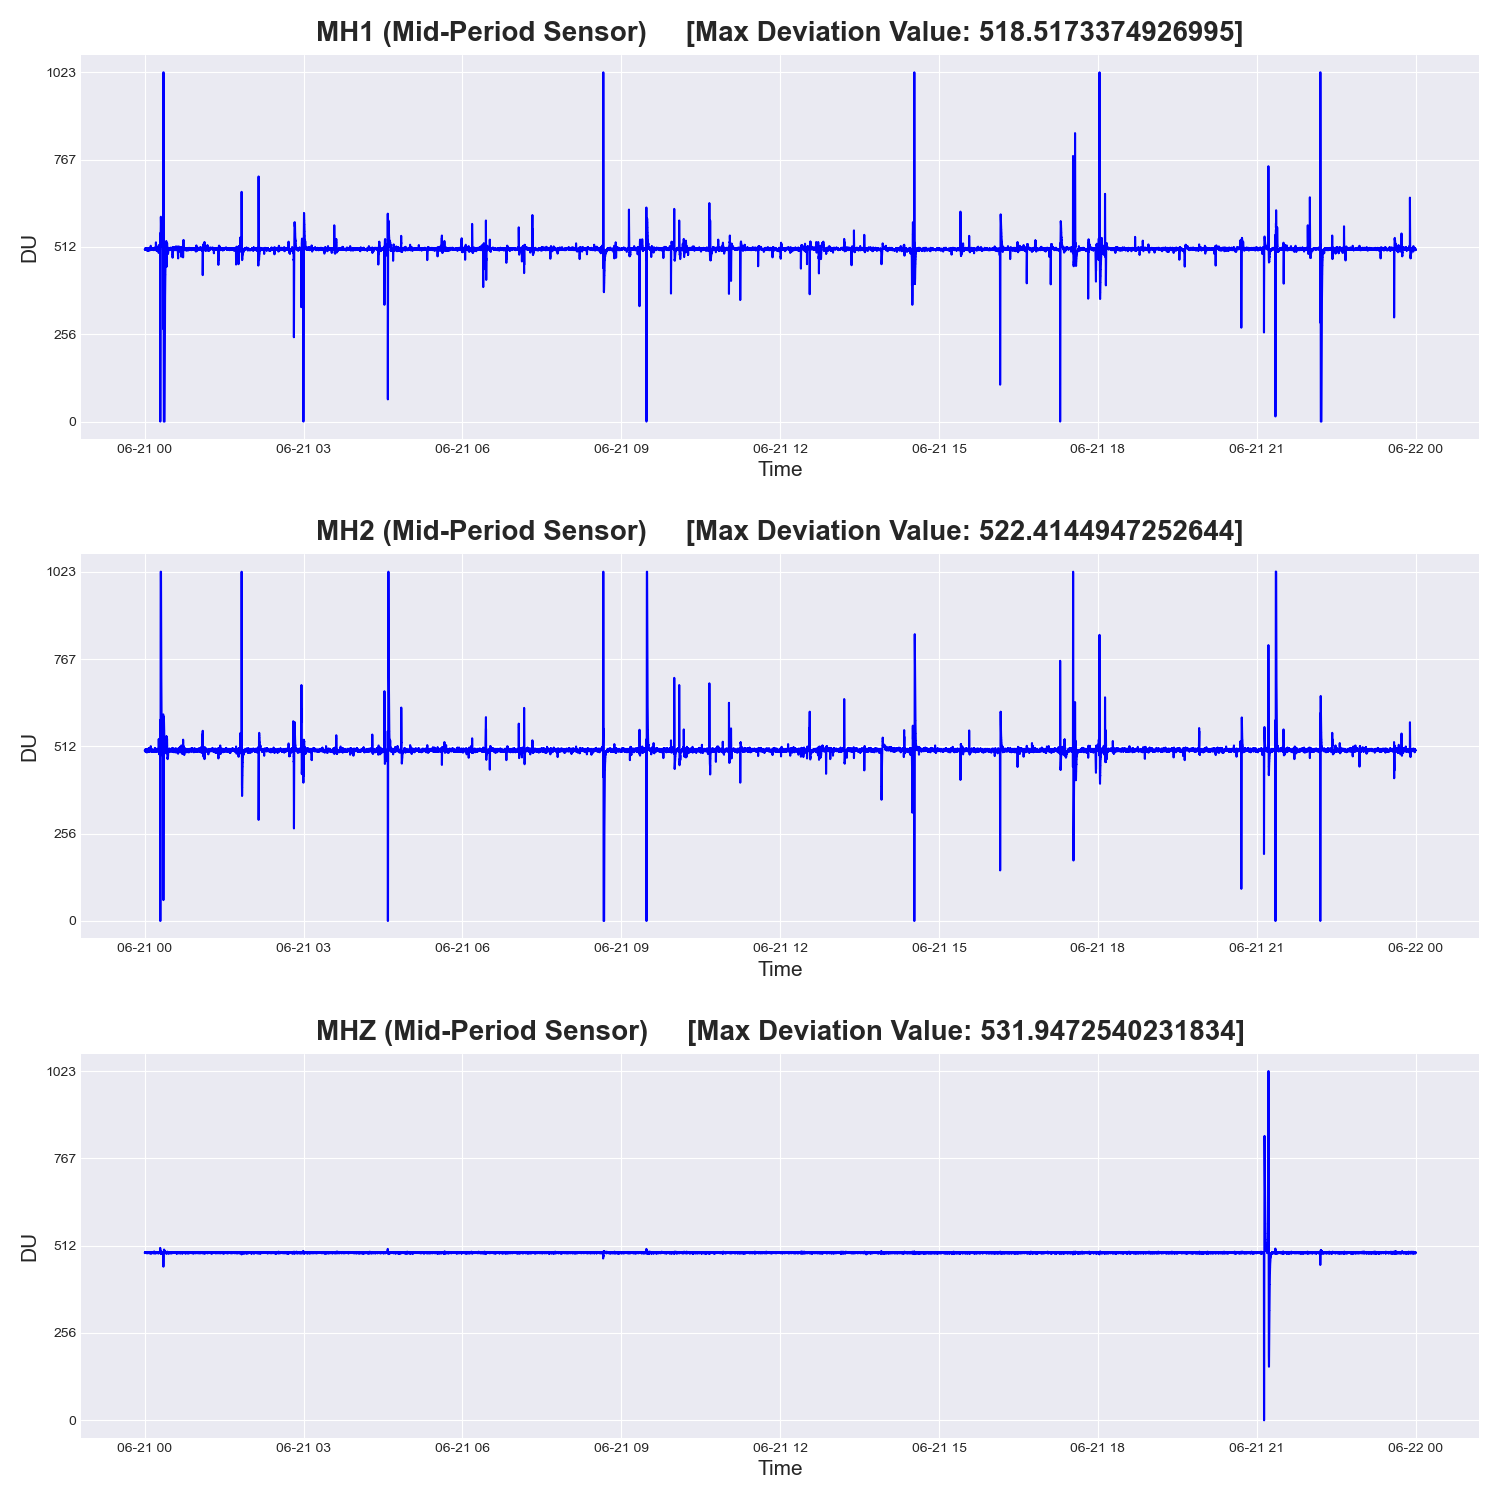 MH1 (Mid-Period Sensor) [Max Deviation Value: 518.5173374926995]
1023
767
512
256
0
DU
06-21 00 06-21 03 06-21 06 06-21 09 06-21 12 06-21 15 06-21 18 06-21 21 06-22 00
Time
MH2 (Mid-Period Sensor) [Max Deviation Value: 522.4144947252644]
1023
767
512
256
0
DU
06-21 00 06-21 03 06-21 06 06-21 09 06-21 12 06-21 15 06-21 18 06-21 21 06-22 00
Time
MHZ (Mid-Period Sensor) [Max Deviation Value: 531.9472540231834]
1023
767
512
256
0
DU
06-21 00 06-21 03 06-21 06 06-21 09 06-21 12 06-21 15 06-21 18 06-21 21 06-22 00
Time